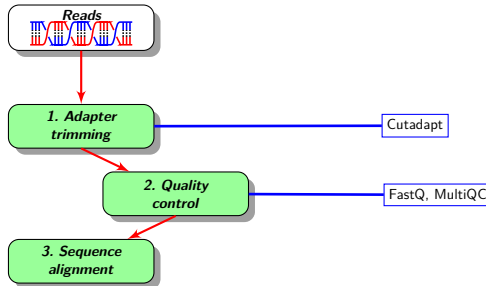 Reads
1. Adapter
trimming
Cutadapt
2. Quality
control
FastQ, MultiQC
3. Sequence
alignment